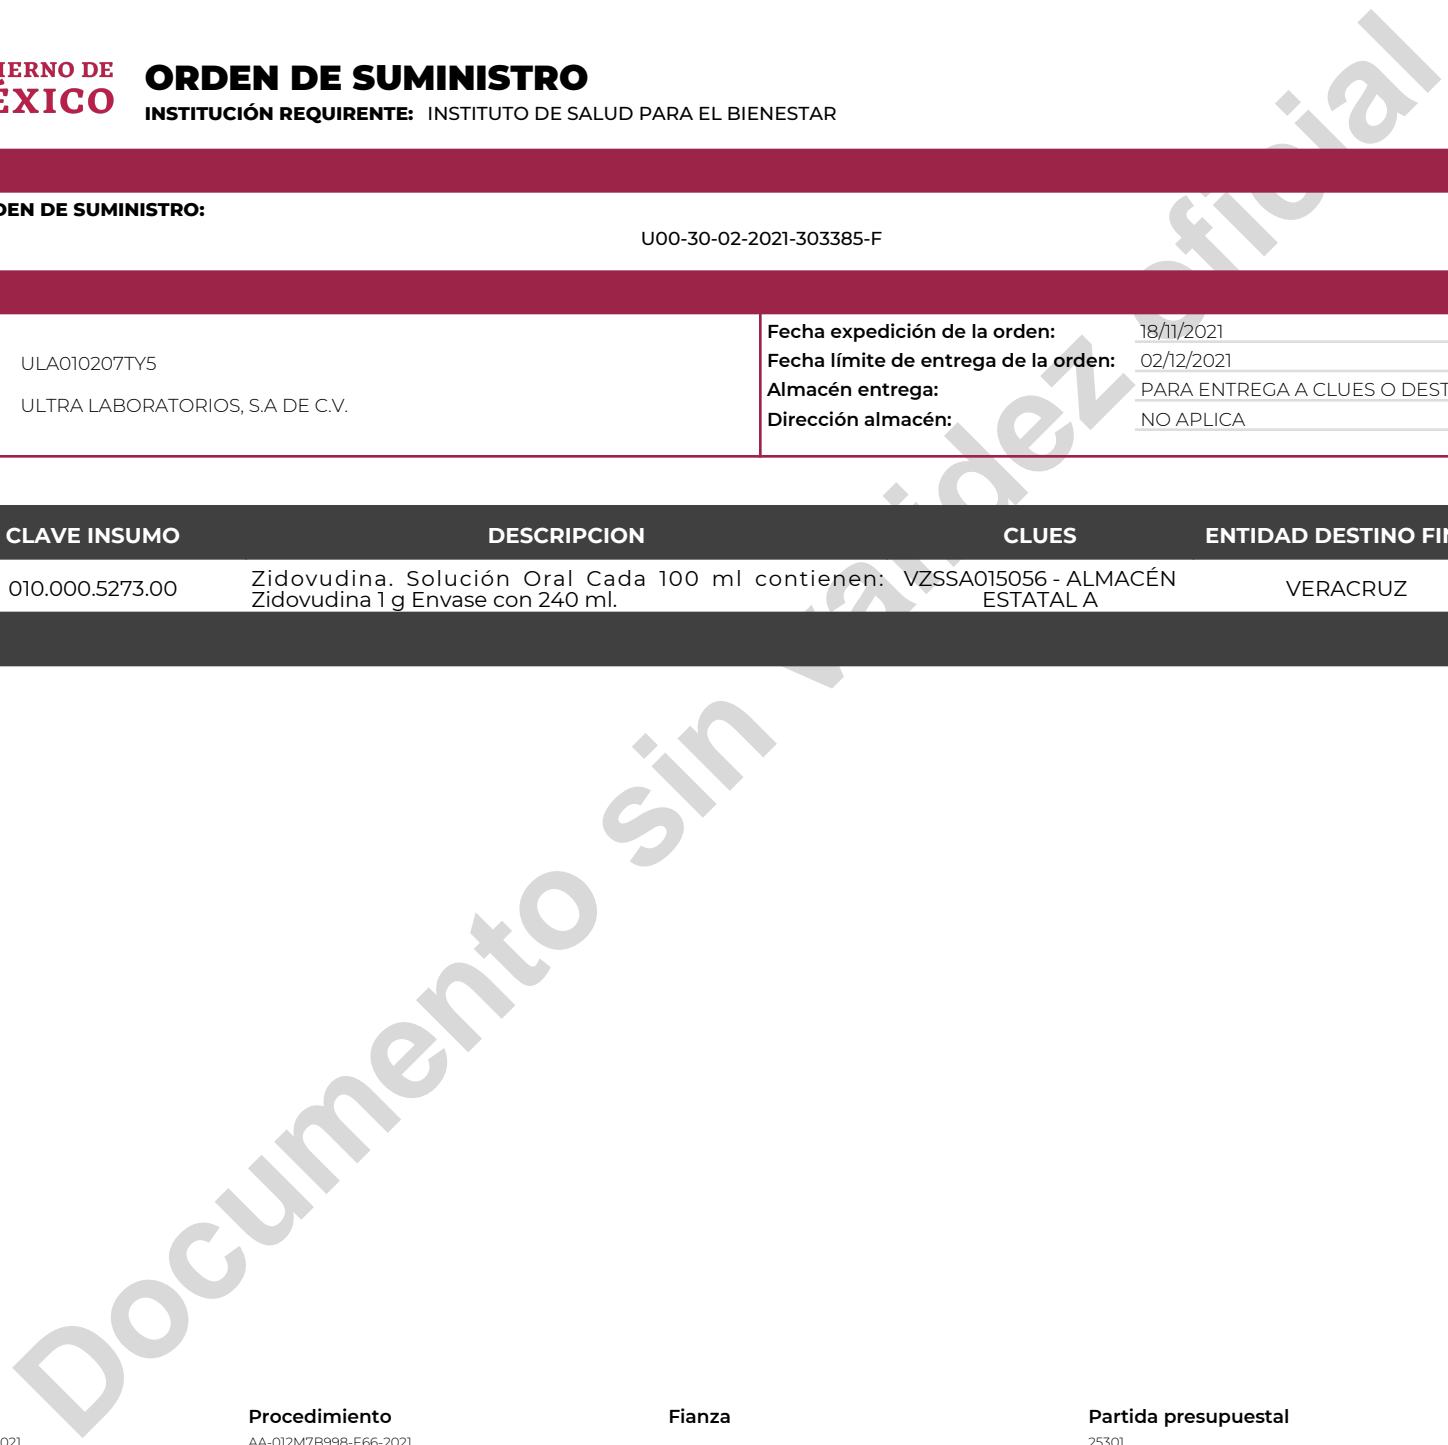 IERNO DE
ÉXICO
ORDEN DE SUMINISTRO
INSTITUCIÓN REQUIRENTE: INSTITUTO DE SALUD PARA EL BIENESTAR
DEN DE SUMINISTRO:
U00-30-02-2021-303385-F
ULA010207TY5
ULTRA LABORATORIOS, S.A DE C.V.
Fecha expedición de la orden: 18/11/2021
Fecha límite de entrega de la orden: 02/12/2021
Almacén entrega: PARA ENTREGA A CLUES O DEST
Dirección almacén: NO APLICA
CLAVE INSUMO DESCRIPCION CLUES ENTIDAD DESTINO FIN
010.000.5273.00
Zidovudina. Solución Oral Cada 100 ml contienen:
Zidovudina 1 g Envase con 240 ml.
VZSSA015056 - ALMACÉN
ESTATAL A
VERACRUZ
Documento sin validez oficial
Procedimiento Fianza Partida presupuestal
021 AA-012M7B998-E66-2021 25301